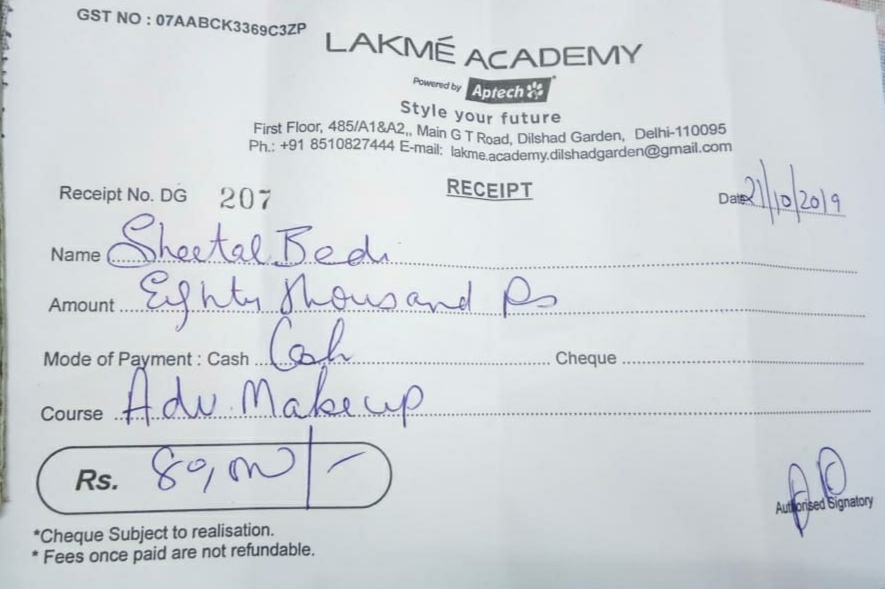 GST NO : 07AABCK3369C3ZP
LAKMÉ ACADEMY
Powered by Aptech
Style your future
First Floor, 485/A1&A2,, Main G T Road, Dilshad Garden, Delhi-110095
Ph.: +91 8510827444 E-mail: lakme.academy.dilshadgarden@gmail.com
Receipt No. DG 207 RECEIPT Date 21/10/2019
Name Sheetal Bedi
Amount Eighty thousand Rs
Mode of Payment : Cash Cash Cheque
Course Adv. Makeup
Rs. 80,000/-
Authorised Signatory
*Cheque Subject to realisation.
* Fees once paid are not refundable.